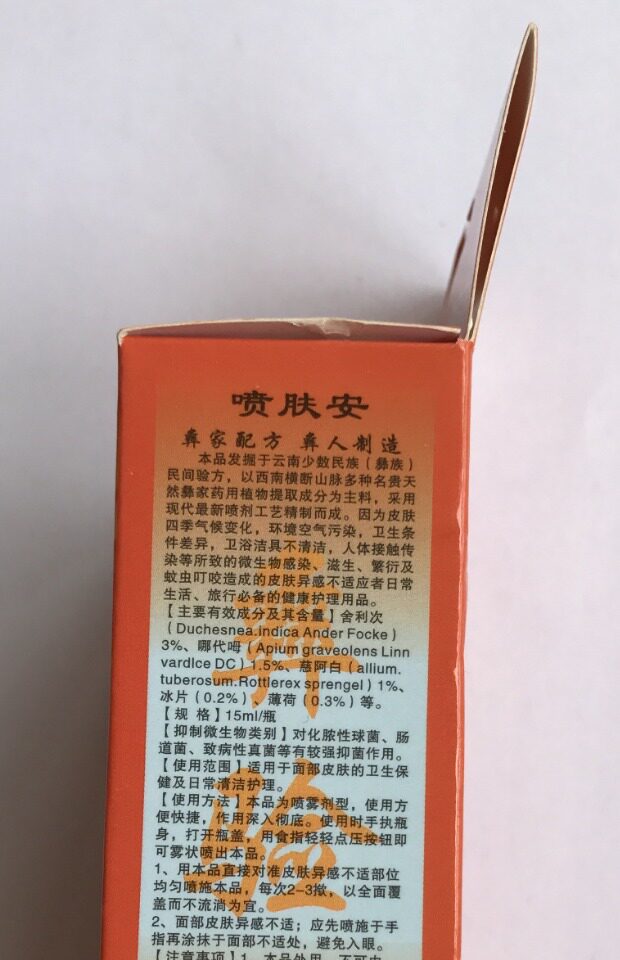 喷肤安
彝家配方 彝人制造
本品发掘于云南少数民族（彝族）
民间验方，以西南横断山脉多种名贵天
然彝家药用植物提取成分为主料，采用
现代最新喷剂工艺精制而成。因为皮肤
四季气候变化，环境空气污染，卫生条
件差异，卫浴洁具不清洁，人体接触传
染等所致的微生物感染、滋生、繁衍及
蚊虫叮咬造成的皮肤异感不适应者日常
生活、旅行必备的健康护理用品。
【主要有效成分及其含量】舍利次
（Duchesnea.indica Ander Focke）
3%、哪代姆（Apium graveolens Linn
vardlce DC）1.5%、慈阿白（allium.
tuberosum.Rottlerex sprengel）1%、
冰片（0.2%）、薄荷（0.3%）等。
【规 格】15ml/瓶
【抑制微生物类别】对化脓性球菌、肠
道菌、致病性真菌等有较强抑菌作用。
【使用范围】适用于面部皮肤的卫生保
健及日常清洁护理。
【使用方法】本品为喷雾剂型，使用方
便快捷，作用深入彻底。使用时手执瓶
身，打开瓶盖，用食指轻轻点压按钮即
可雾状喷出本品。
1、用本品直接对准皮肤异感不适部位
均匀喷施本品，每次2-3揿，以全面覆
盖而不流淌为宜。
2、面部皮肤异感不适；应先喷施于手
指再涂抹于面部不适处，避免入眼。
【注意事项】1、本品外用，不可内